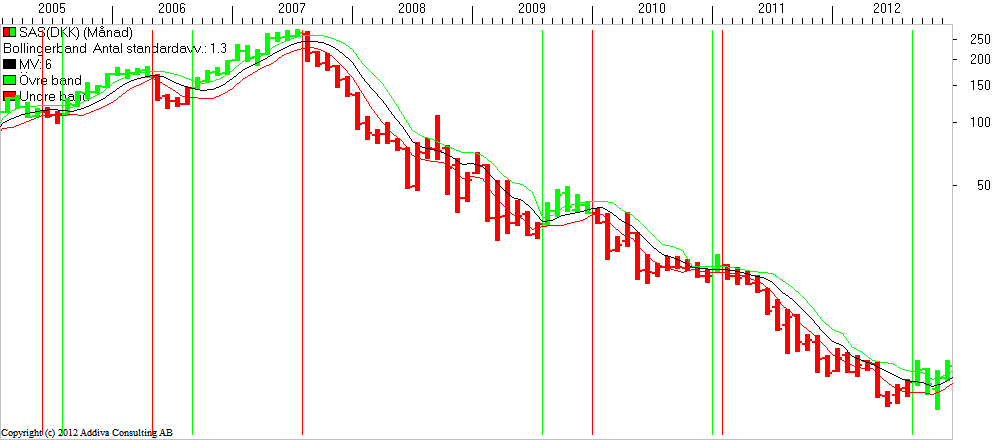 2005 2006 2007 2008 2009 2010 2011 2012
SAS(DKK) (Månad)
Bollingerband Antal standardavv.: 1.3
MV: 6
Övre band
Undre band
250
200
150
100
50
Copyright (c) 2012 Addiva Consulting AB